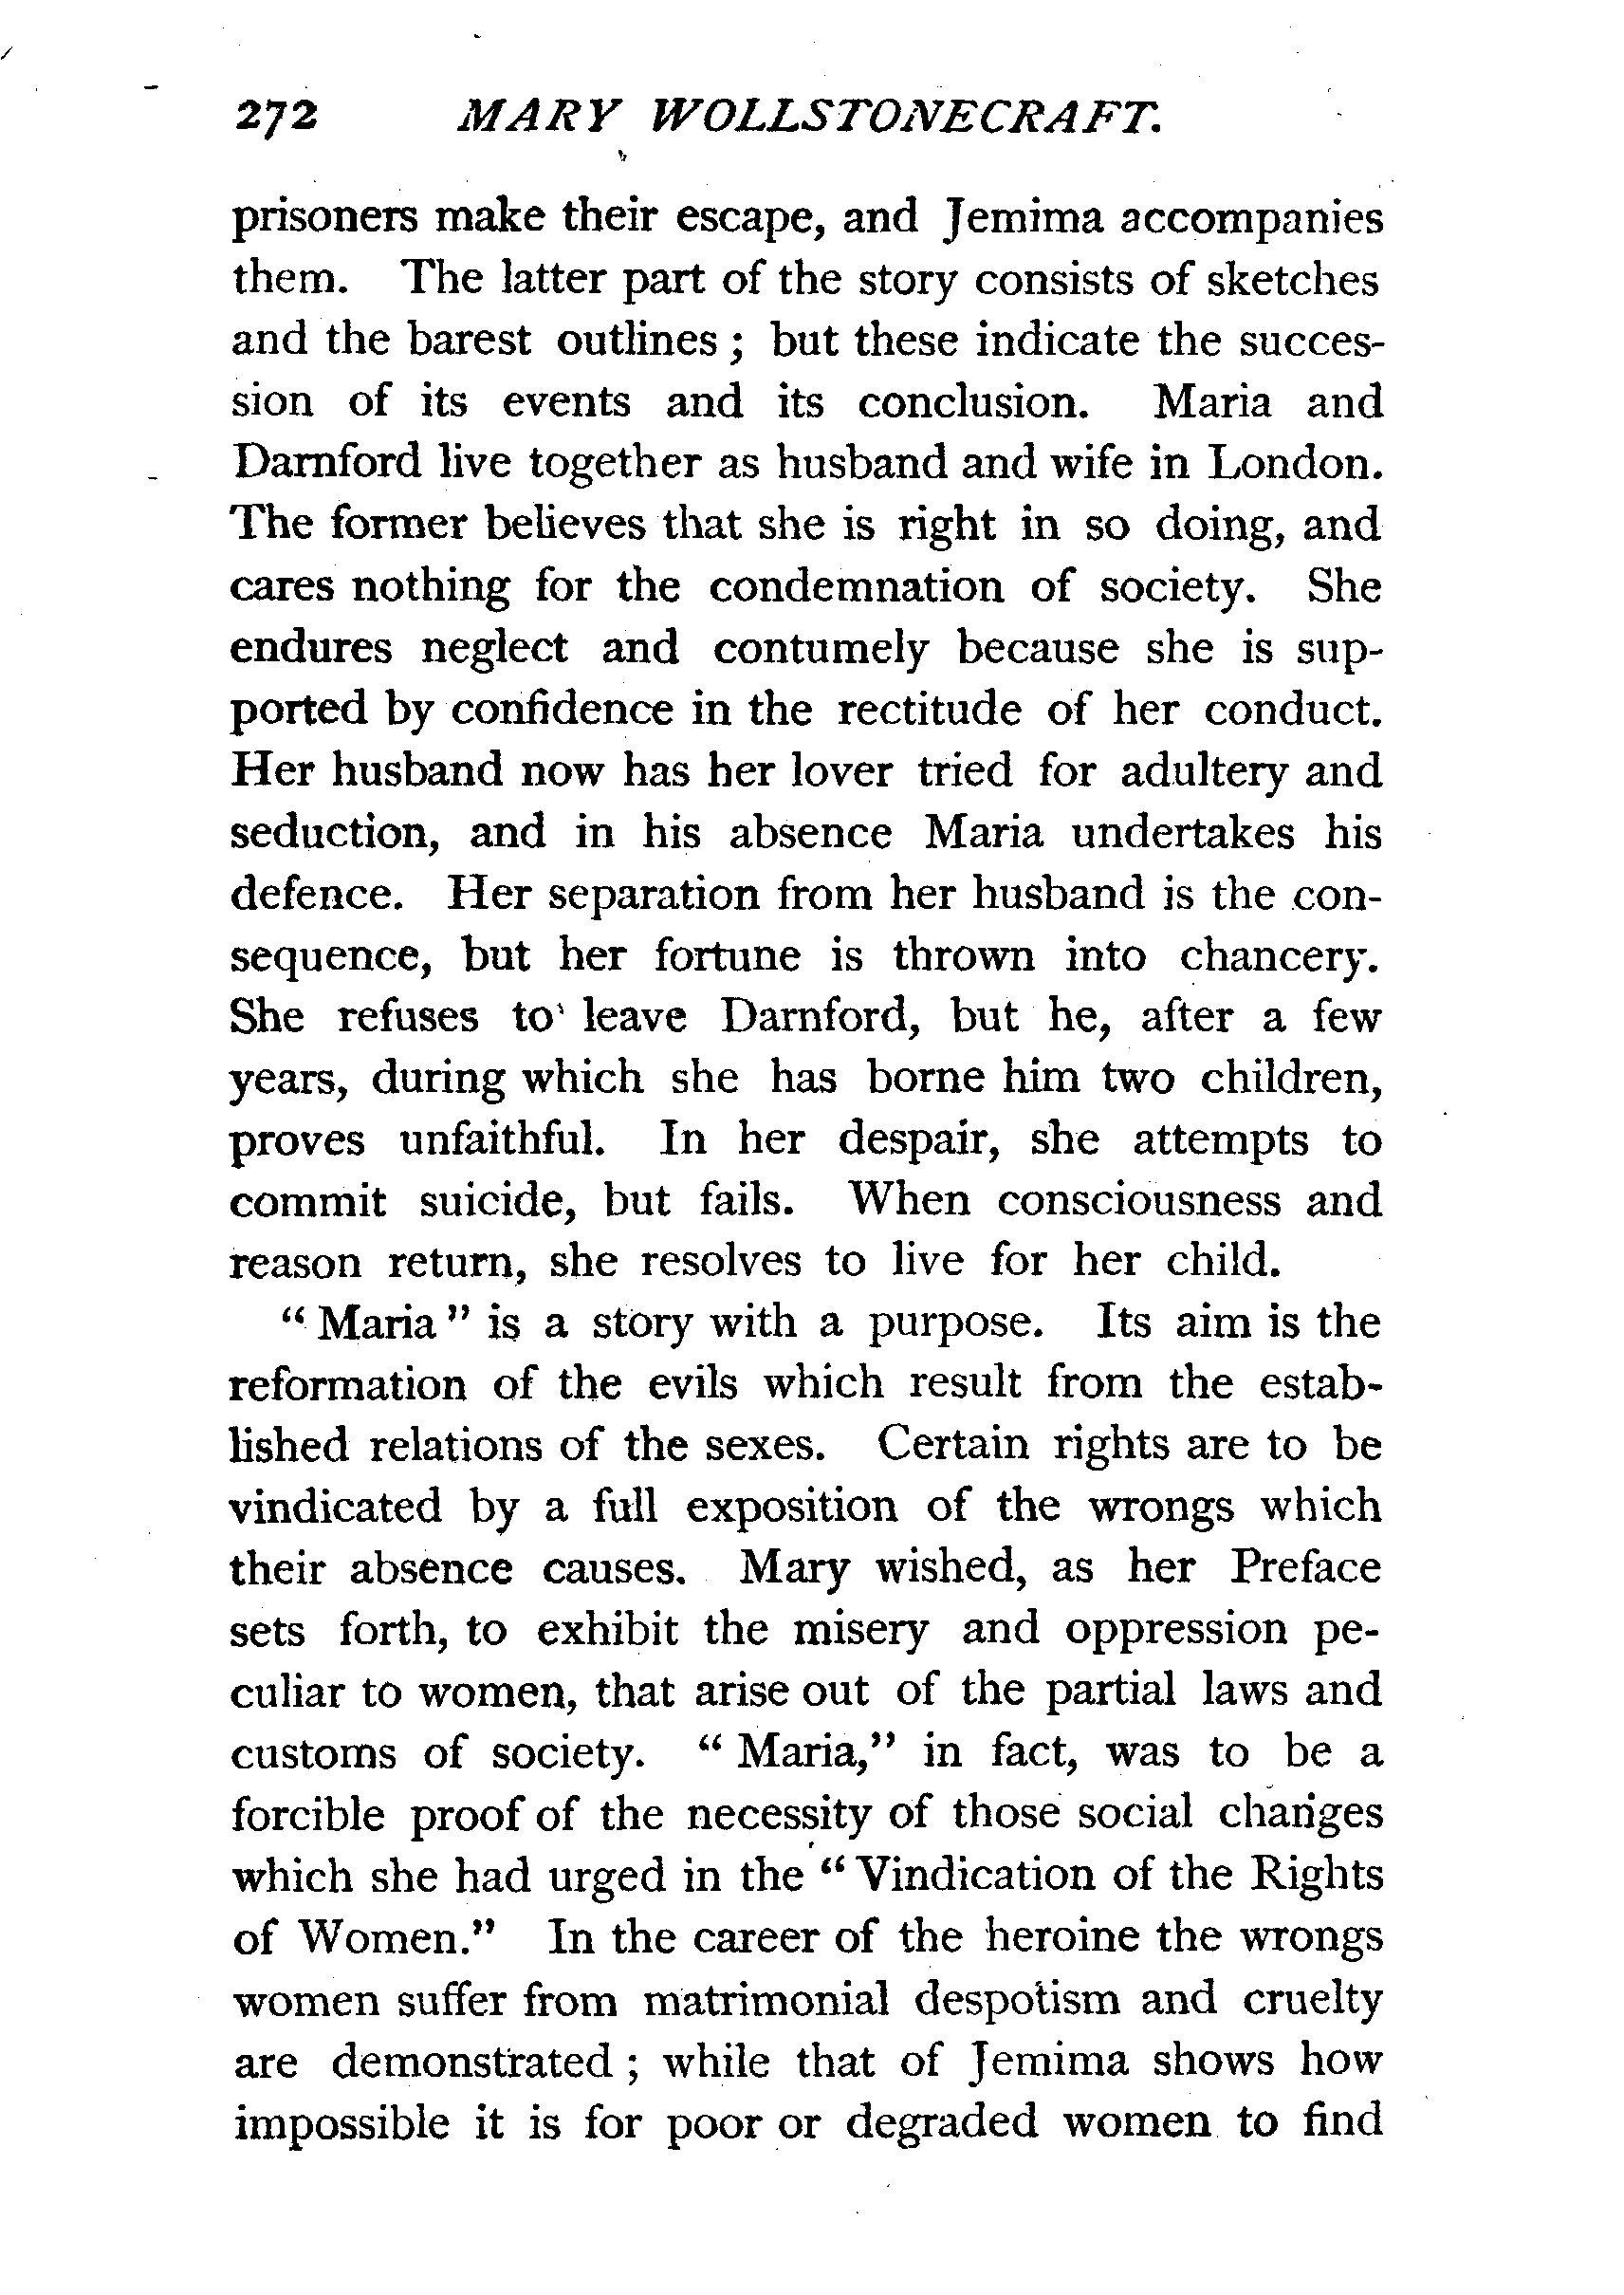 272 MARY WOLLSTONECRAFT.
prisoners make their escape, and Jemima accompanies
them. The latter part of the story consists of sketches
and the barest outlines ; but these indicate the succes-
sion of its events and its conclusion. Maria and
Darnford live together as husband and wife in London.
The former believes that she is right in so doing, and
cares nothing for the condemnation of society. She
endures neglect and contumely because she is sup-
ported by confidence in the rectitude of her conduct.
Her husband now has her lover tried for adultery and
seduction, and in his absence Maria undertakes his
defence. Her separation from her husband is the con-
sequence, but her fortune is thrown into chancery.
She refuses to leave Darnford, but he, after a few
years, during which she has borne him two children,
proves unfaithful. In her despair, she attempts to
commit suicide, but fails. When consciousness and
reason return, she resolves to live for her child.
“ Maria ” is a story with a purpose. Its aim is the
reformation of the evils which result from the estab-
lished relations of the sexes. Certain rights are to be
vindicated by a full exposition of the wrongs which
their absence causes. Mary wished, as her Preface
sets forth, to exhibit the misery and oppression pe-
culiar to women, that arise out of the partial laws and
customs of society. “ Maria,” in fact, was to be a
forcible proof of the necessity of those social changes
which she had urged in the “ Vindication of the Rights
of Women.” In the career of the heroine the wrongs
women suffer from matrimonial despotism and cruelty
are demonstrated ; while that of Jemima shows how
impossible it is for poor or degraded women to find